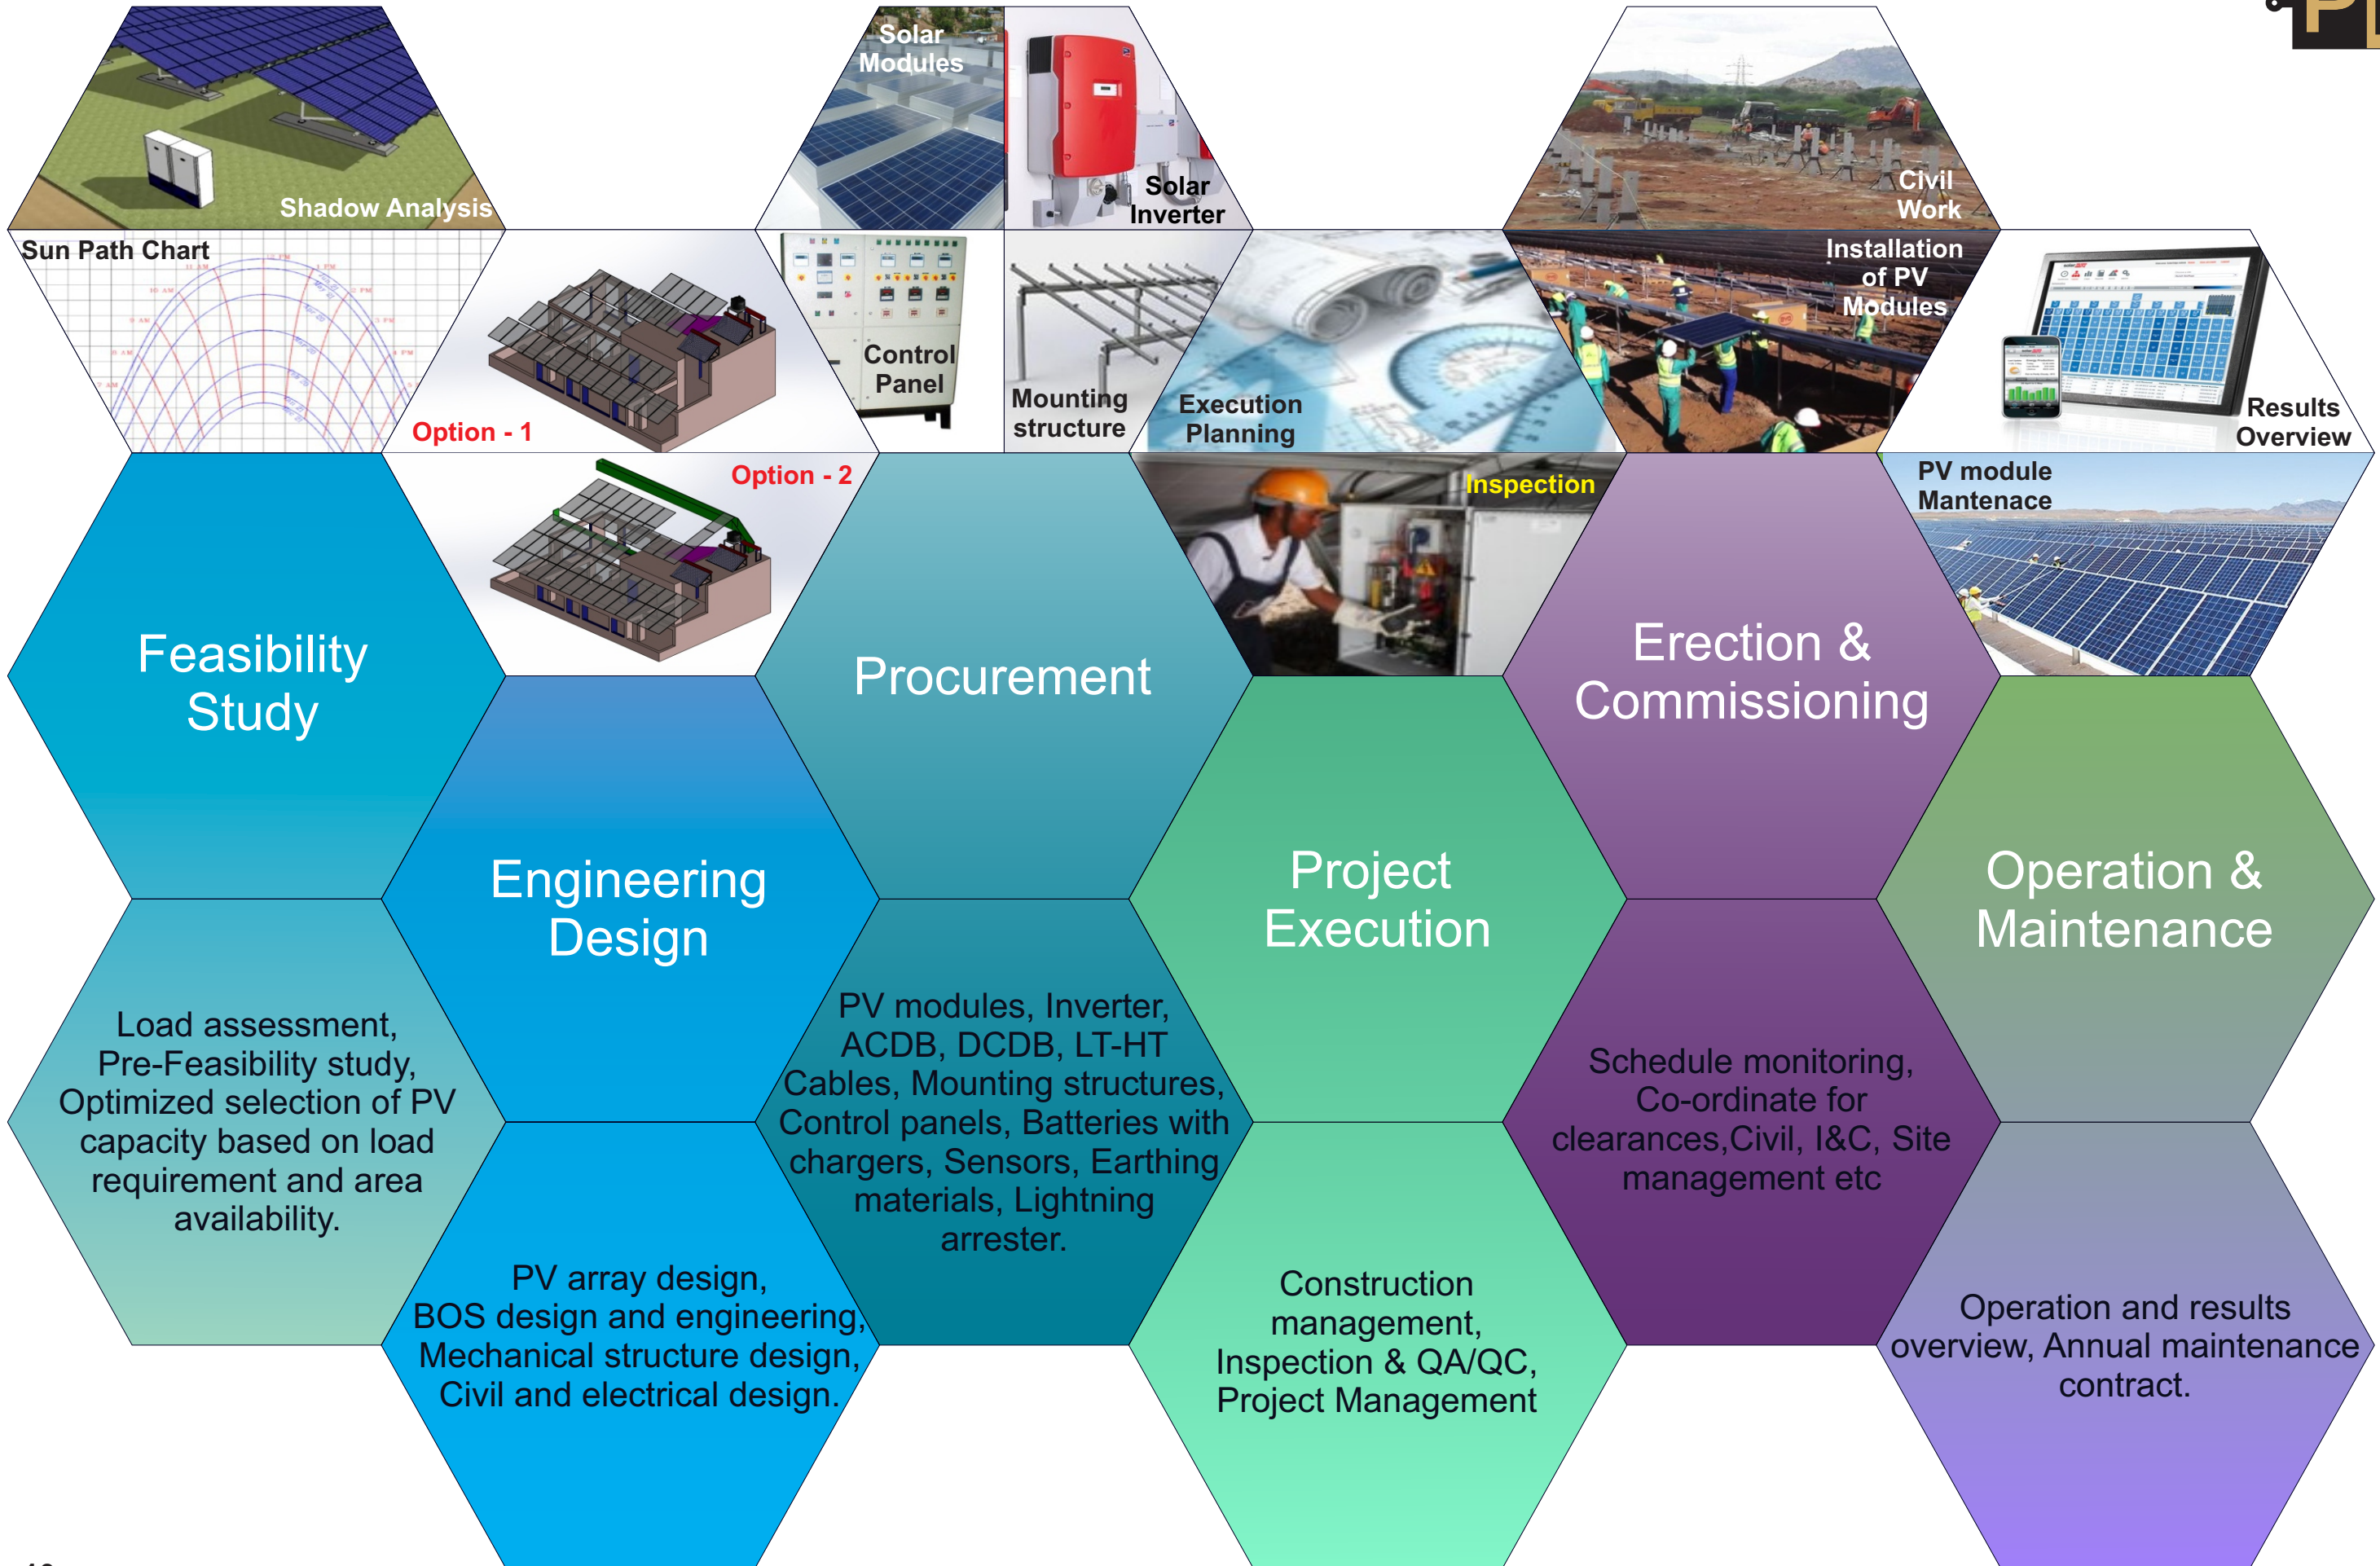 Shadow Analysis
Sun Path Chart
Option - 1
Option - 2
Feasibility
Study
Load assessment,
Pre-Feasibility study,
Optimized selection of PV
capacity based on load
requirement and area
availability.
Engineering
Design
PV array design,
BOS design and engineering,
Mechanical structure design,
Civil and electrical design.
Solar
Modules
Solar
Inverter
Control
Panel
Mounting
structure
Procurement
PV modules, Inverter,
ACDB, DCDB, LT-HT
Cables, Mounting structures,
Control panels, Batteries with
chargers, Sensors, Earthing
materials, Lightning
arrester.
Execution
Planning
Inspection
Project
Execution
Construction
management,
Inspection & QA/QC,
Project Management
Civil
Work
Installation
of PV
Modules
Erection &
Commissioning
Schedule monitoring,
Co-ordinate for
clearances,Civil, I&C, Site
management etc
Results
Overview
PV module
Mantenace
Operation &
Maintenance
Operation and results
overview, Annual maintenance
contract.